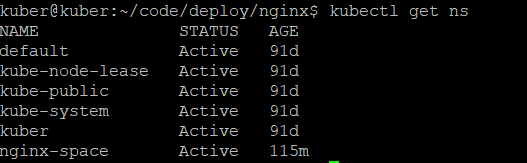 kuber@kuber:~/code/deploy/nginx$ kubectl get ns
NAME STATUS AGE
default Active 91d
kube-node-lease Active 91d
kube-public Active 91d
kube-system Active 91d
kuber Active 91d
nginx-space Active 115m